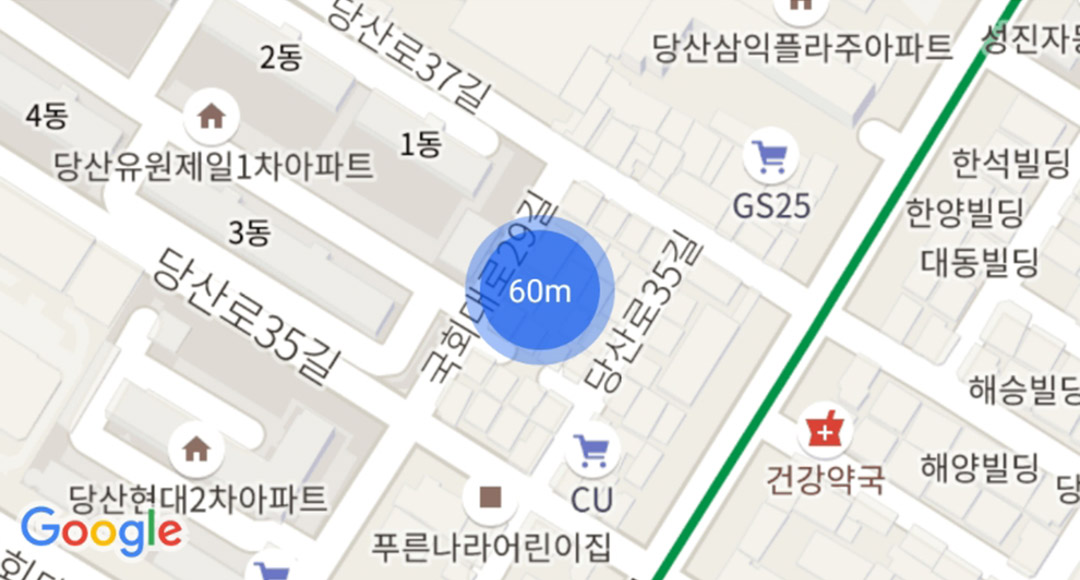 당산로37길
2동
당산삼익플라주아파트
성진자동
4동
1동
당산유원제일1차아파트
GS25
한석빌딩
한양빌딩
3동
국회대로29길
당산로35길
대동빌딩
당산로35길
60m
해승빌딩
건강약국
해양빌딩
당
당산현대2차아파트
CU
Google
푸른나라어린이집
회대